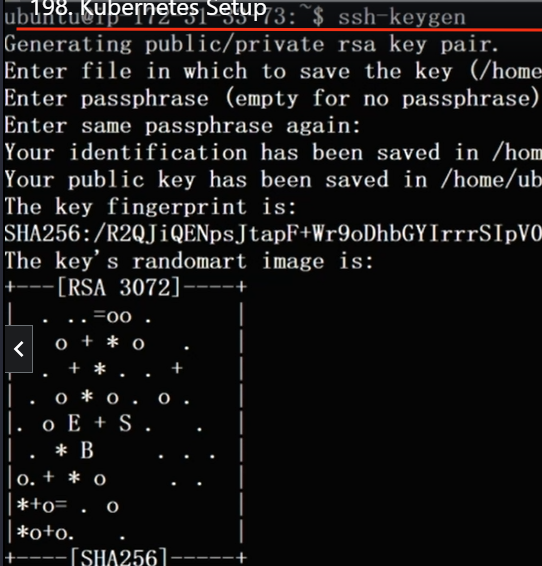 198. Kubernetes Setup
ubuntu@ip-172-31-33-73:~$ ssh-keygen
Generating public/private rsa key pair.
Enter file in which to save the key (/home
Enter passphrase (empty for no passphrase)
Enter same passphrase again:
Your identification has been saved in /hom
Your public key has been saved in /home/ub
The key fingerprint is:
SHA256:/R2QJiQENpsJtapF+Wr9oDhbGYIrrrSIpV0
The key's randomart image is:
+---[RSA 3072]----+
|  . ..=oo .      |
|   o + * o   .   |
|  . + * . . +    |
| . o * o . o .   |
|. o E + S .   .  |
| . * B     . . . |
|o. + * o     . . |
|*+o= . o         |
|*o+o.   .        |
+----[SHA256]-----+